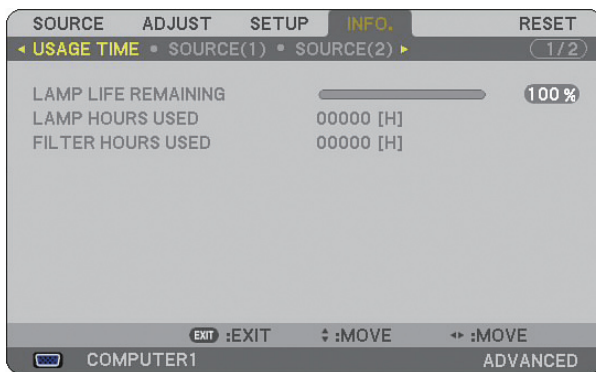 SOURCE ADJUST SETUP INFO. RESET
◂ USAGE TIME • SOURCE(1) • SOURCE(2) ▸ 1/2
LAMP LIFE REMAINING 100 %
LAMP HOURS USED 00000 [H]
FILTER HOURS USED 00000 [H]
EXIT :EXIT :MOVE :MOVE
COMPUTER1 ADVANCED